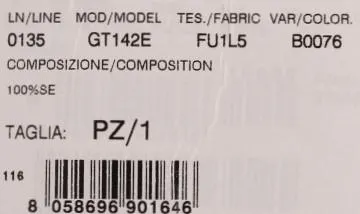 LN/LINE MOD/MODEL TES./FABRIC VAR/COLOR.
0135 GT142E FU1L5 B0076
COMPOSIZIONE/COMPOSITION
100%SE
TAGLIA: PZ/1
116
8 058696 901646